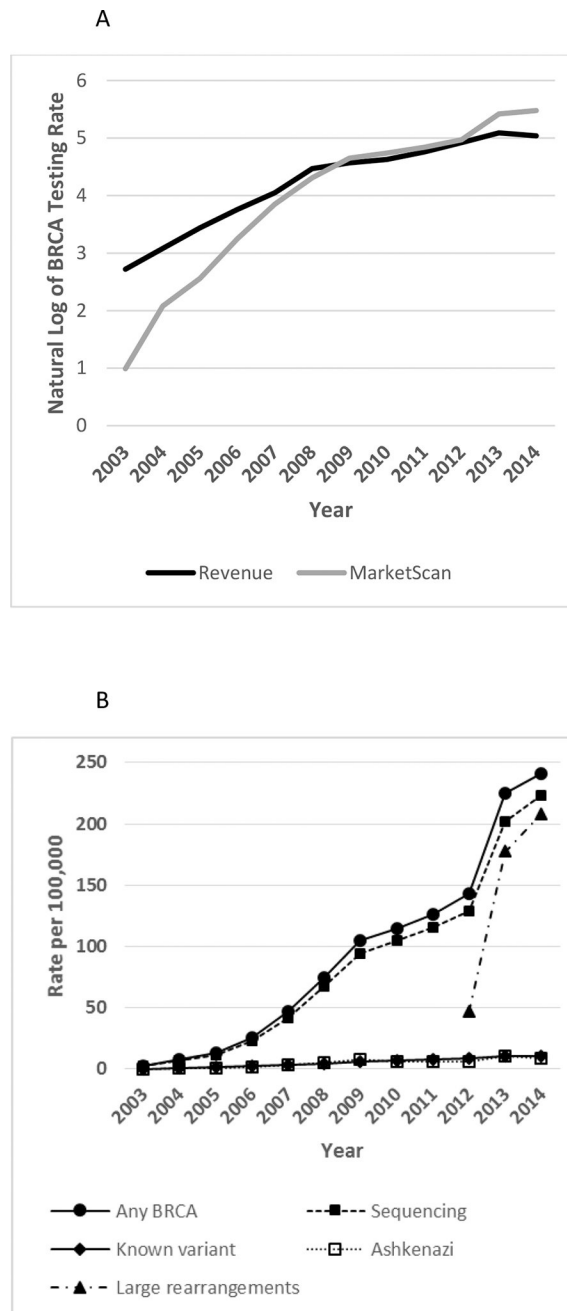 A
Natural Log of BRCA Testing Rate
6
5
4
3
2
1
0
2003 2004 2005 2006 2007 2008 2009 2010 2011 2012 2013 2014
Year
Revenue MarketScan
B
Rate per 100,000
250
200
150
100
50
0
2003 2004 2005 2006 2007 2008 2009 2010 2011 2012 2013 2014
Year
Any BRCA Sequencing
Known variant Ashkenazi
Large rearrangements